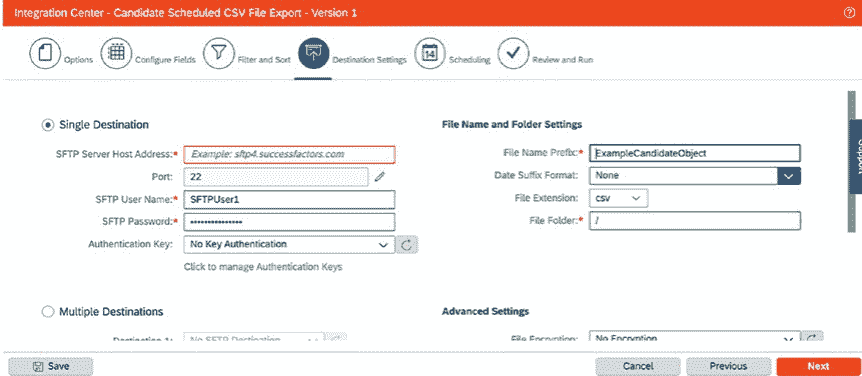 Integration Center - Candidate Scheduled CSV File Export - Version 1
Options
Configure Fields
Filter and Sort
Destination Settings
14
Scheduling
Review and Run
Single Destination
SFTP Server Host Address:*
Example: sftp4.successfactors.com
Port:
22
SFTP User Name:*
SFTPUser1
SFTP Password:*
Authentication Key:
No Key Authentication
Click to manage Authentication Keys
File Name and Folder Settings
File Name Prefix:*
ExampleCandidateObject
Date Suffix Format:
None
File Extension:
csv
File Folder:*
/
Support
Multiple Destinations
Destination 1:
No SFTP Destination
Advanced Settings
File Encryption:
No Encryption
Save
Cancel
Previous
Next